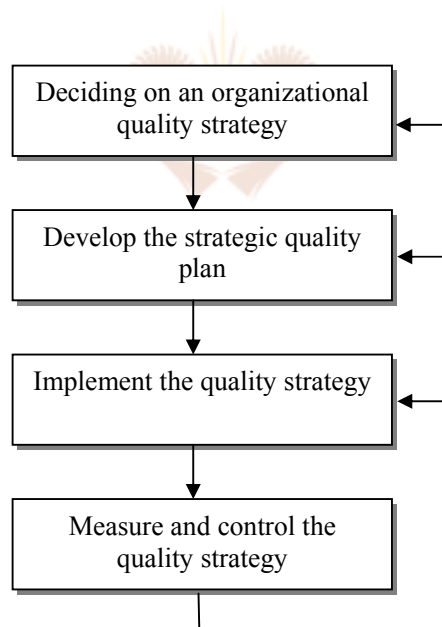 Deciding on an organizational
quality strategy
Develop the strategic quality
plan
Implement the quality strategy
Measure and control the
quality strategy